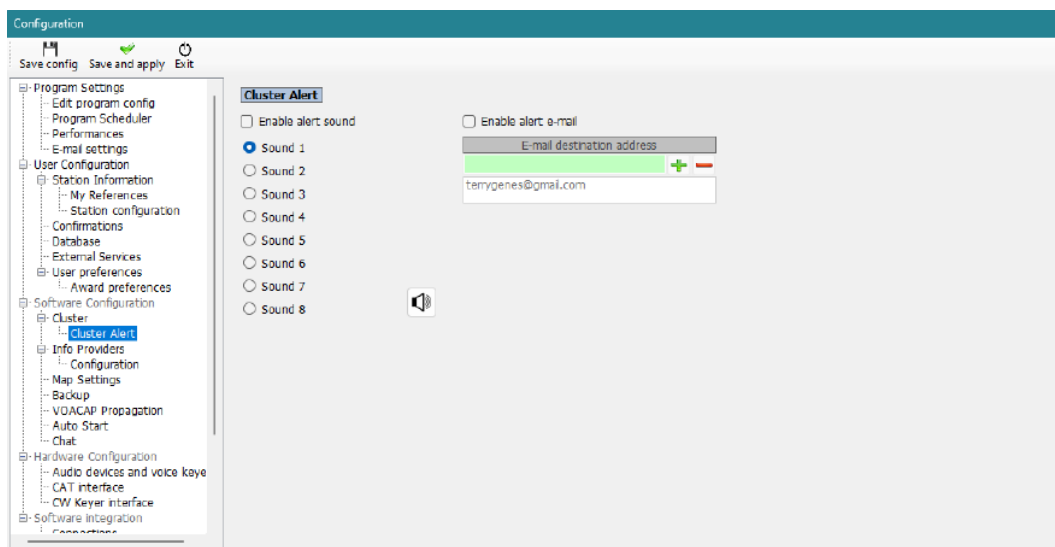 Configuration
Save config Save and apply Exit
Program Settings
Edit program config
Program Scheduler
Performances
E-mail settings
User Configuration
Station Information
My References
Station configuration
Confirmations
Database
External Services
User preferences
Award preferences
Software Configuration
Cluster
Cluster Alert
Info Providers
Configuration
Map Settings
Backup
VOACAP Propagation
Auto Start
Chat
Hardware Configuration
Audio devices and voice keye
CAT interface
CW Keyer interface
Software integration
Connections
Cluster Alert
Enable alert sound
Sound 1
Sound 2
Sound 3
Sound 4
Sound 5
Sound 6
Sound 7
Sound 8
Enable alert e-mail
E-mail destination address
terrygenes@gmail.com